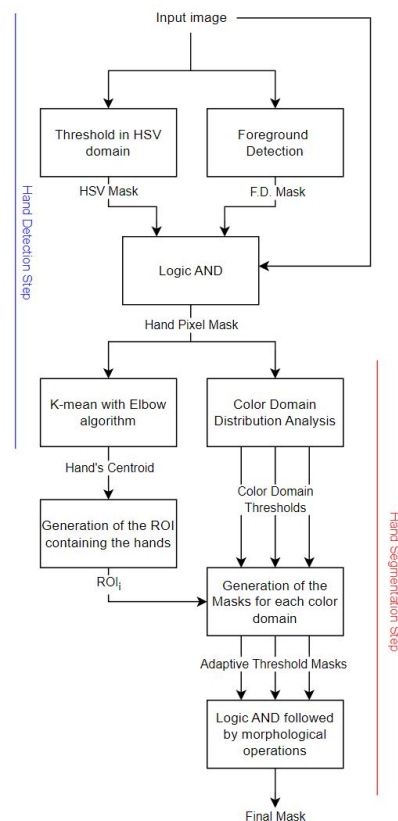 Input image
Threshold in HSV
domain
Foreground
Detection
HSV Mask
F.D. Mask
Logic AND
Hand Pixel Mask
K-mean with Elbow
algorithm
Color Domain
Distribution Analysis
Hand's Centroid
Color Domain
Thresholds
Generation of the ROI
containing the hands
ROIi
Generation of the
Masks for each color
domain
Adaptive Threshold Masks
Logic AND followed
by morphological
operations
Final Mask
Hand Detection Step
Hand Segmentation Step